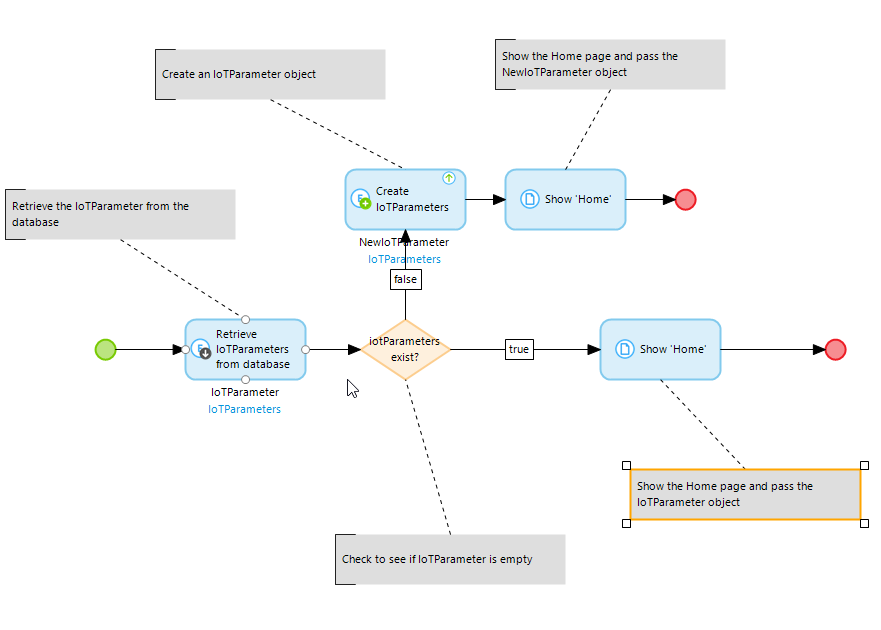 Show the Home page and pass the
NewIoTParameter object
Create an IoTParameter object
Create
IoTParameters
Show 'Home'
Retrieve the IoTParameter from the
database
NewIoTParameter
IoTParameters
false
Retrieve
IoTParameters
from database
iotParameters
exist?
true
Show 'Home'
IoTParameter
IoTParameters
Show the Home page and pass the
IoTParameter object
Check to see if IoTParameter is empty